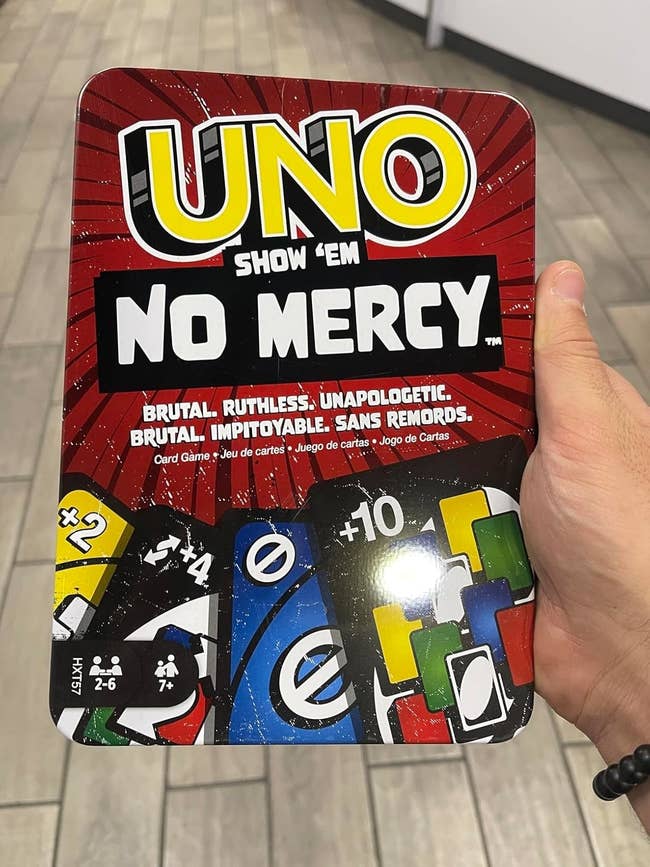 UNO
SHOW 'EM
NO MERCY™
BRUTAL. RUTHLESS. UNAPOLOGETIC.
BRUTAL. IMPITOYABLE. SANS REMORDS.
Card Game • Jeu de cartes • Juego de cartas • Jogo de Cartas
×2
+4
+10
HXT57
2-6
7+